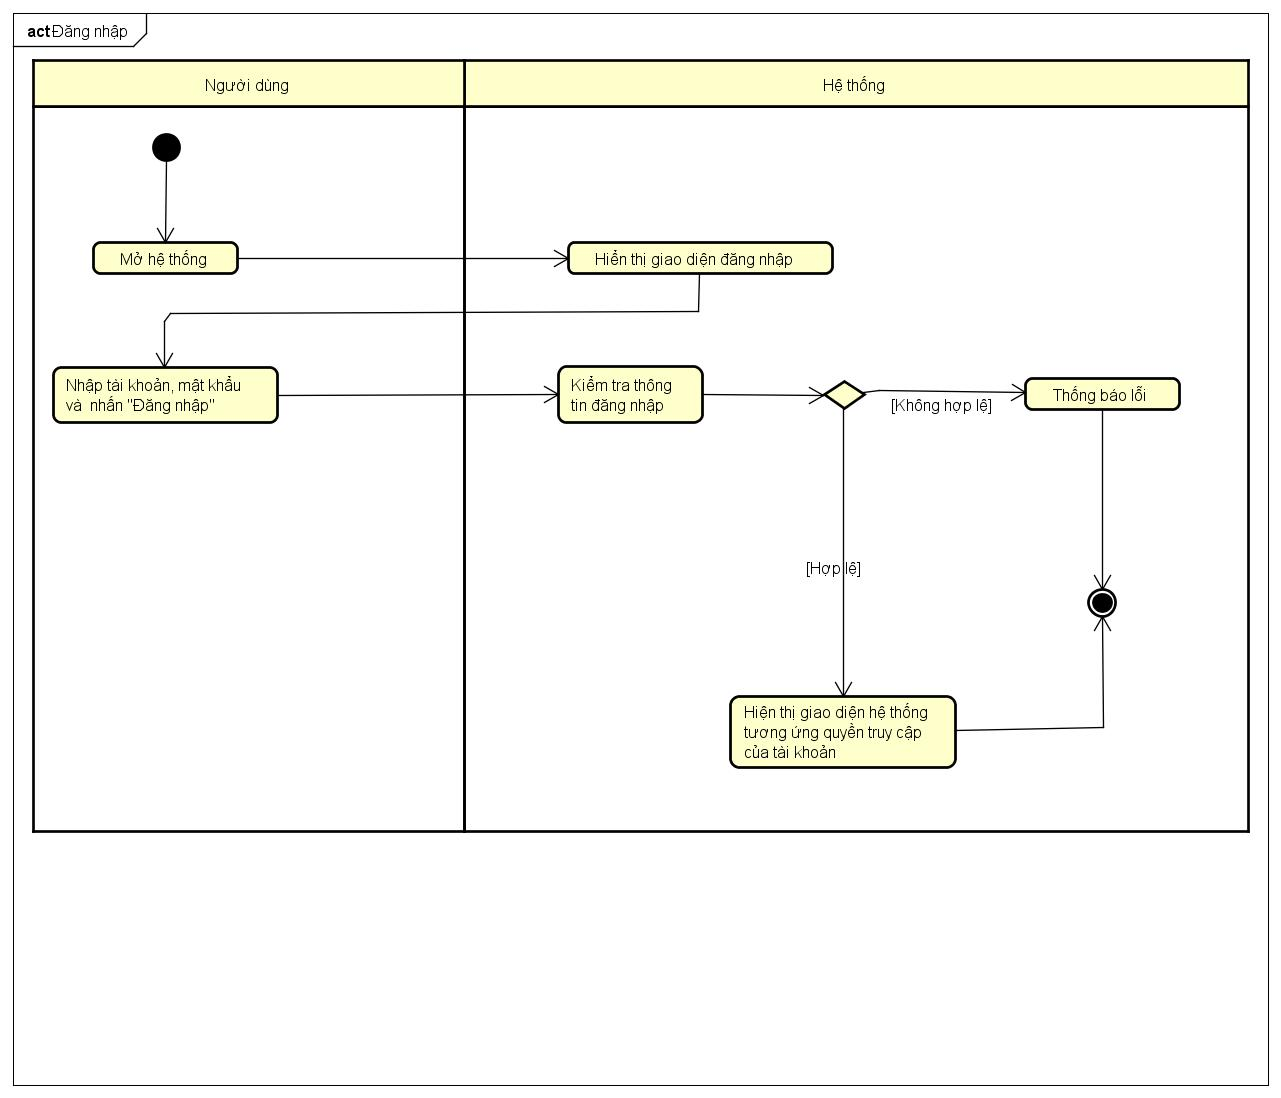 act Đăng nhập
Người dùng
Hệ thống
Mở hệ thống
Hiển thị giao diện đăng nhập
Nhập tài khoản, mật khẩu
và  nhấn "Đăng nhập"
Kiểm tra thông
tin đăng nhập
[Không hợp lệ]
Thống báo lỗi
[Hợp lệ]
Hiện thị giao diện hệ thống
tương ứng quyền truy cập
của tài khoản